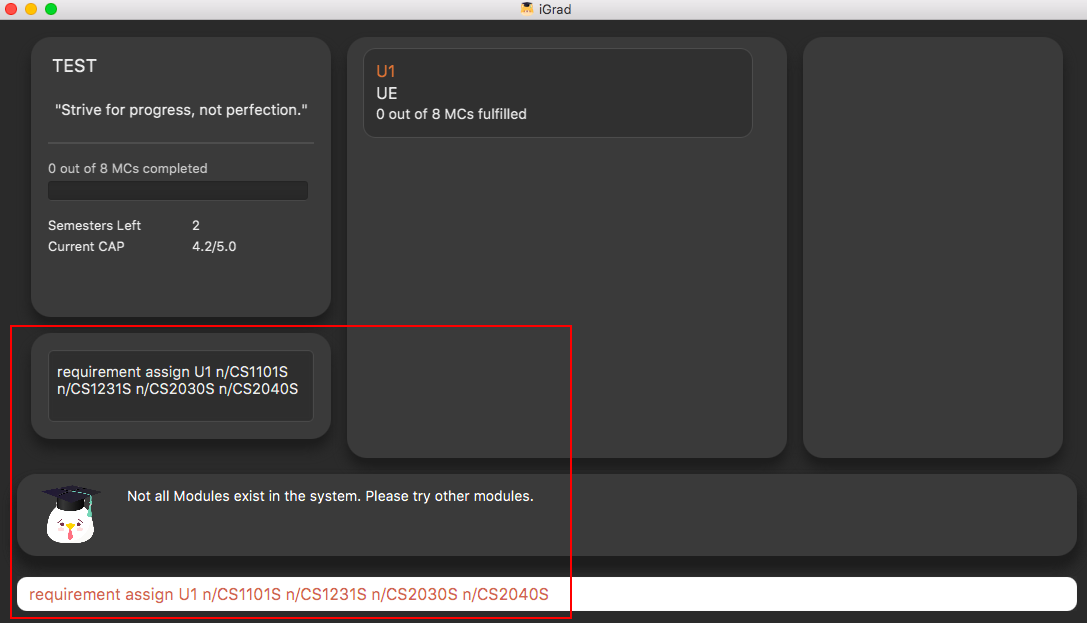 iGrad
TEST
"Strive for progress, not perfection."
0 out of 8 MCs completed
Semesters Left 2
Current CAP 4.2/5.0
U1
UE
0 out of 8 MCs fulfilled
requirement assign U1 n/CS1101S
n/CS1231S n/CS2030S n/CS2040S
Not all Modules exist in the system. Please try other modules.
requirement assign U1 n/CS1101S n/CS1231S n/CS2030S n/CS2040S